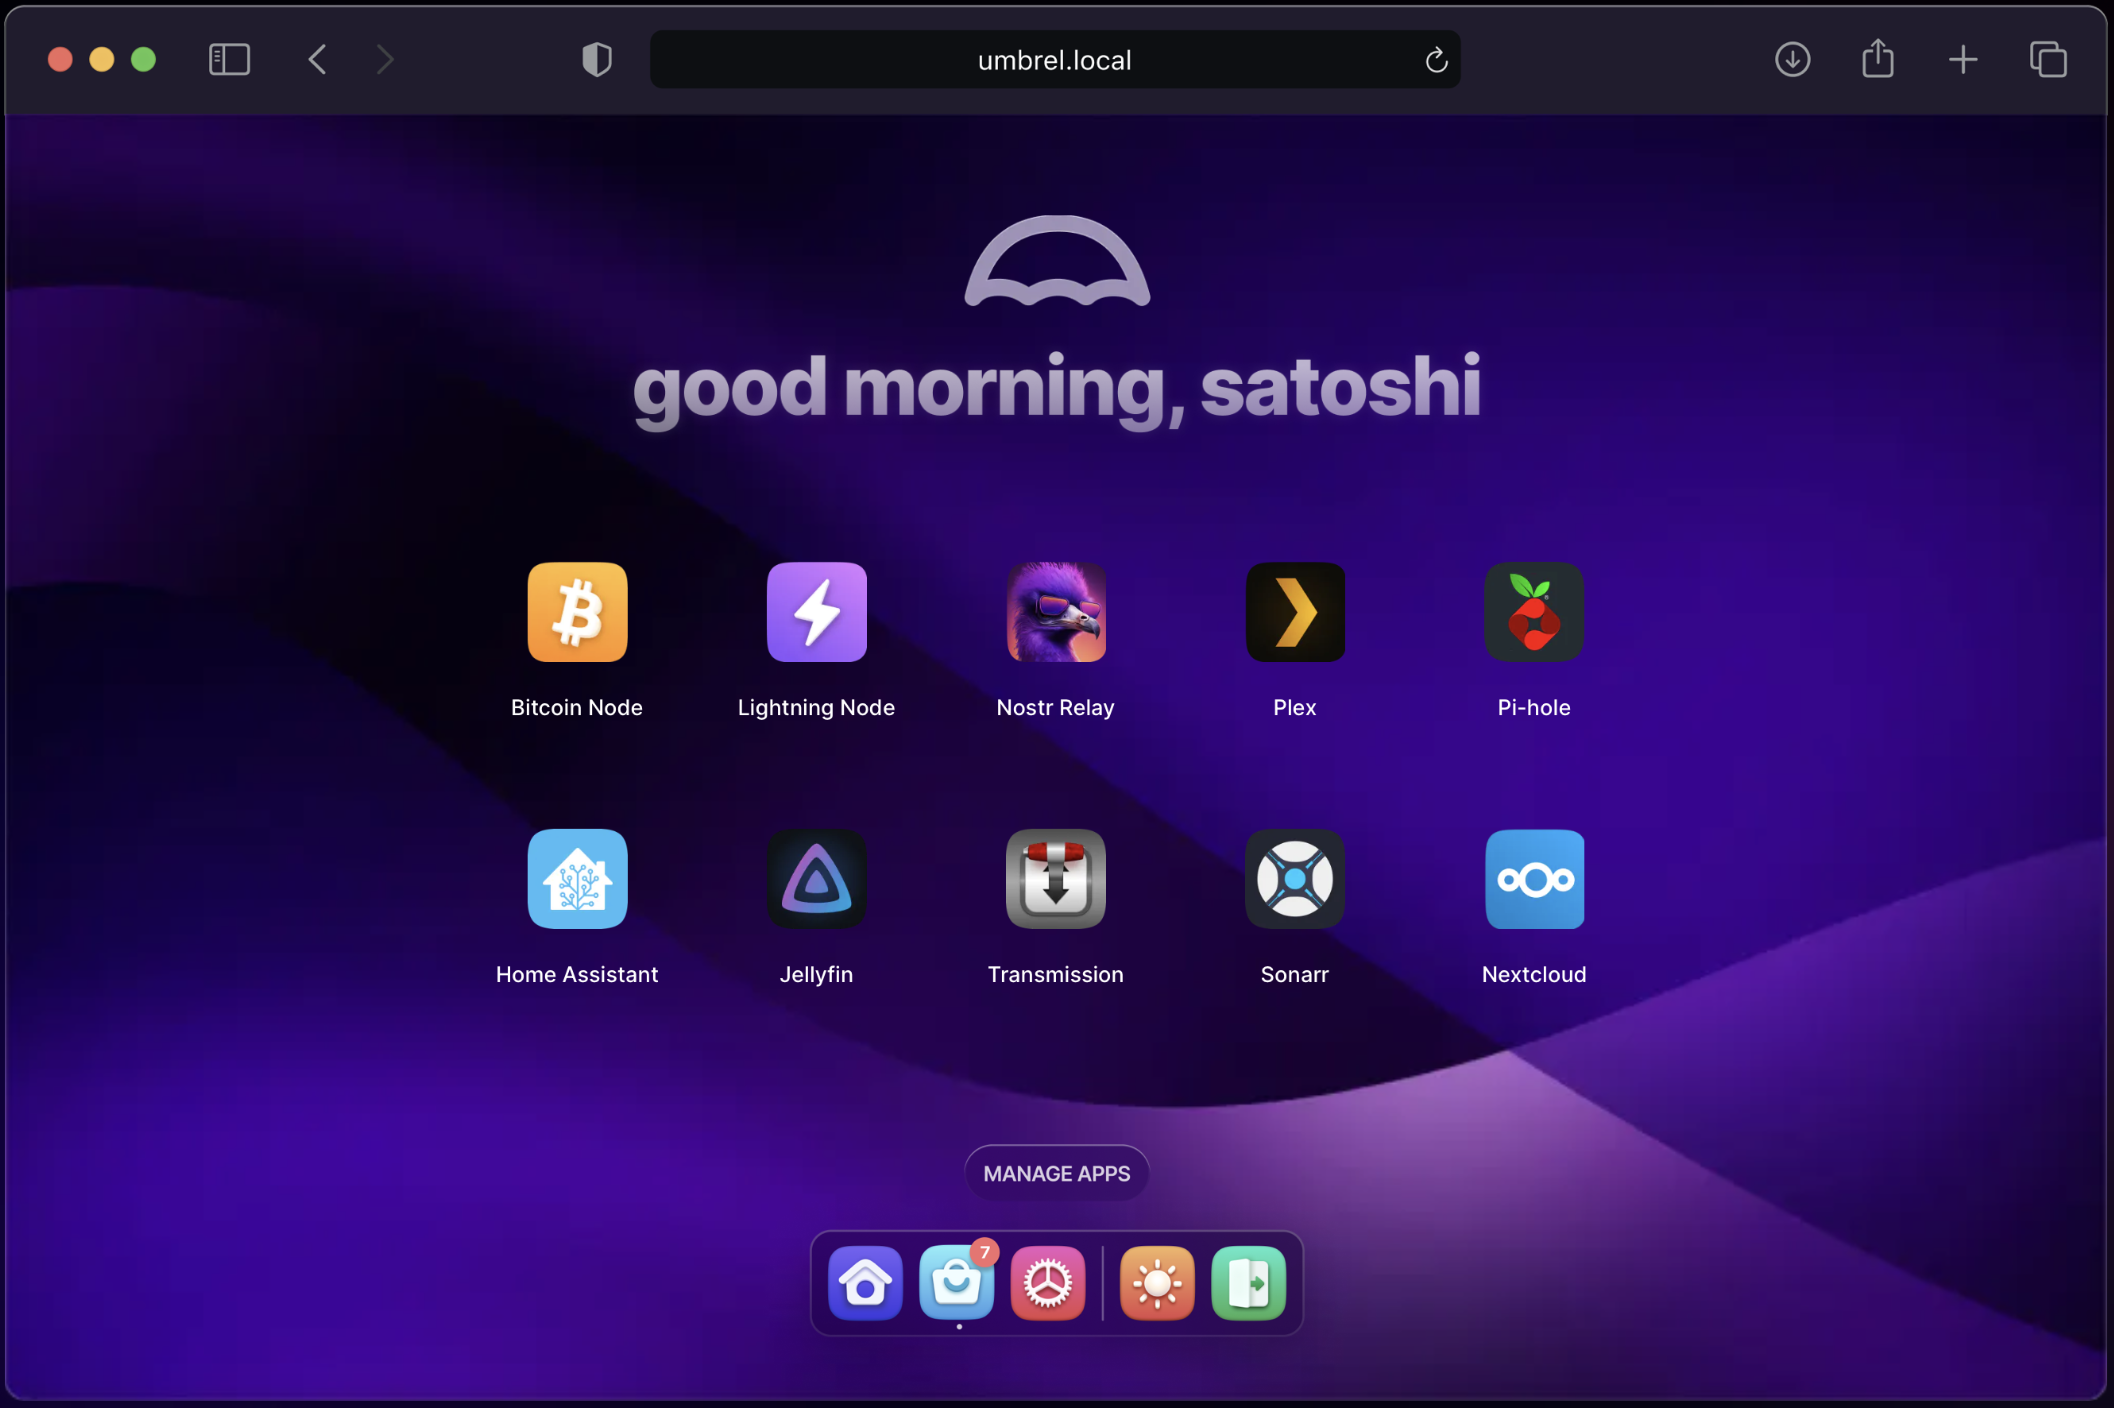 umbrel.local
good morning, satoshi
Bitcoin Node
Lightning Node
Nostr Relay
Plex
Pi-hole
Home Assistant
Jellyfin
Transmission
Sonarr
Nextcloud
MANAGE APPS
7